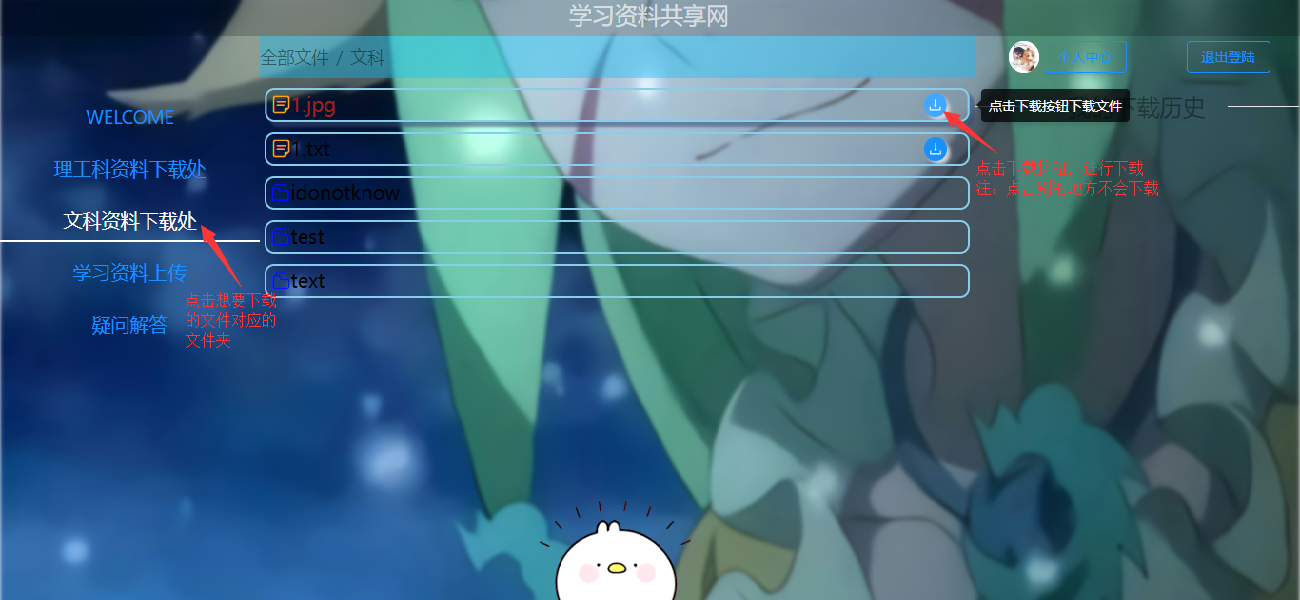 学习资料共享网
全部文件 / 文科
个人中心
退出登陆
WELCOME
理工科资料下载处
文科资料下载处
学习资料上传
疑问解答
1.jpg
1.txt
idonotknow
test
text
点击下载按钮下载文件
下载历史
点击下载按钮，进行下载
注：点击别的地方不会下载
点击想要下载
的文件对应的
文件夹